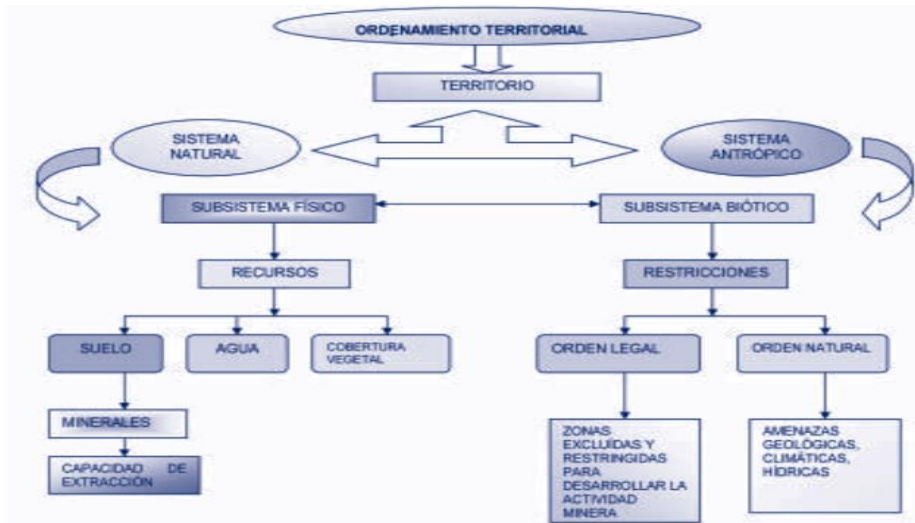 ORDENAMIENTO TERRITORIAL
TERRITORIO
SISTEMA
NATURAL
SISTEMA
ANTRÓPICO
SUBSISTEMA FÍSICO
SUBSISTEMA BIÓTICO
RECURSOS
RESTRICCIONES
SUELO
AGUA
COBERTURA
VEGETAL
ORDEN LEGAL
ORDEN NATURAL
MINERALES
CAPACIDAD DE
EXTRACCIÓN
ZONAS
EXCLUÍDAS Y
RESTRINGIDAS
PARA
DESARROLLAR LA
ACTIVIDAD
MINERA
AMENAZAS
GEOLÓGICAS,
CLIMÁTICAS,
HÍDRICAS